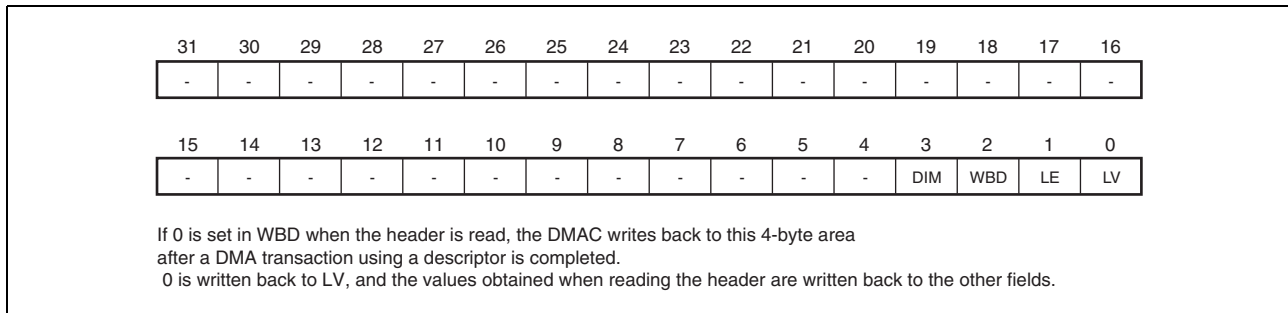 31 30 29 28 27 26 25 24 23 22 21 20 19 18 17 16
- - - - - - - - - - - - - - - -
15 14 13 12 11 10 9 8 7 6 5 4 3 2 1 0
- - - - - - - - - - - - DIM WBD LE LV
If 0 is set in WBD when the header is read, the DMAC writes back to this 4-byte area
after a DMA transaction using a descriptor is completed.
0 is written back to LV, and the values obtained when reading the header are written back to the other fields.